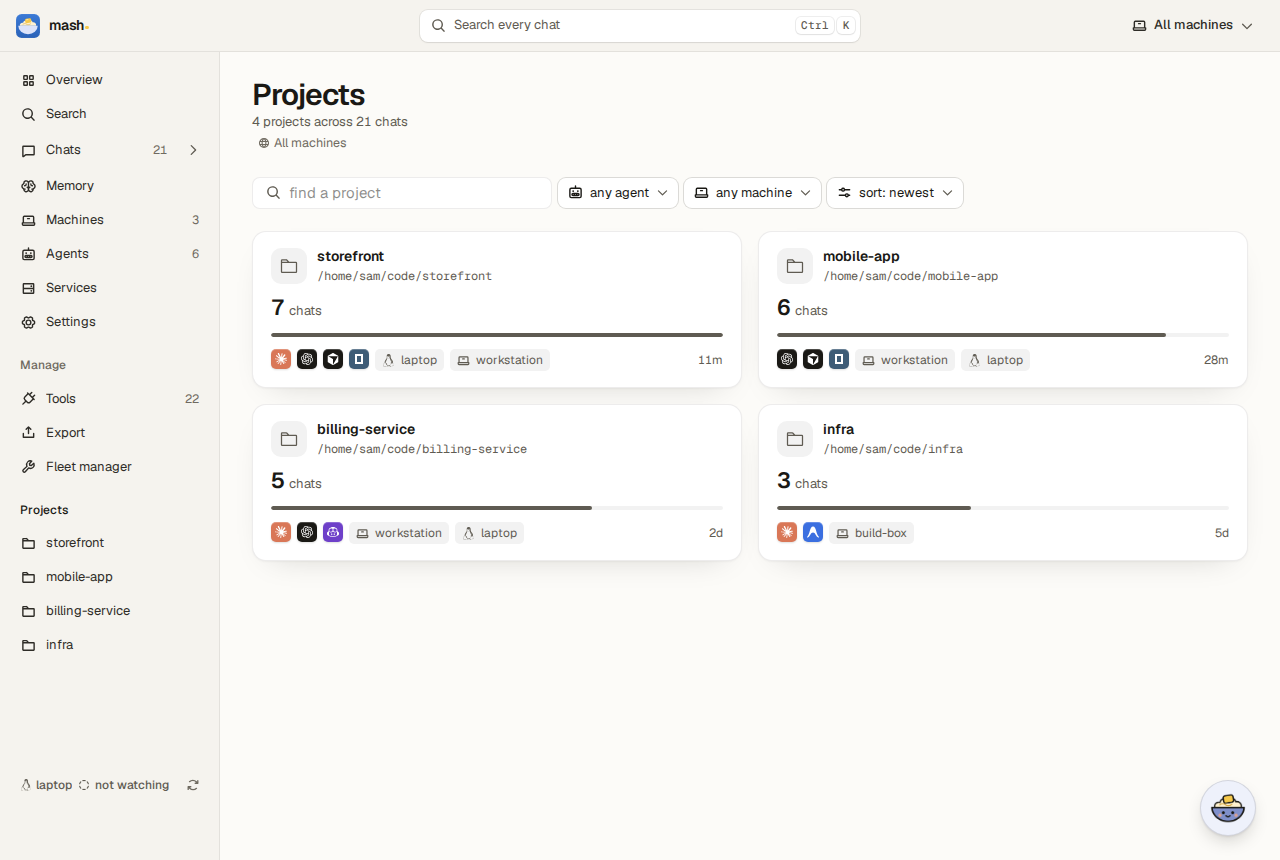 mash.
Search every chat
Ctrl K
All machines
Overview
Search
Chats 21
Memory
Machines 3
Agents 6
Services
Settings
Manage
Tools 22
Export
Fleet manager
Projects
storefront
mobile-app
billing-service
infra
laptop not watching
Projects
4 projects across 21 chats
All machines
find a project
any agent
any machine
sort: newest
storefront
/home/sam/code/storefront
7 chats
laptop workstation 11m
mobile-app
/home/sam/code/mobile-app
6 chats
workstation laptop 28m
billing-service
/home/sam/code/billing-service
5 chats
workstation laptop 2d
infra
/home/sam/code/infra
3 chats
build-box 5d